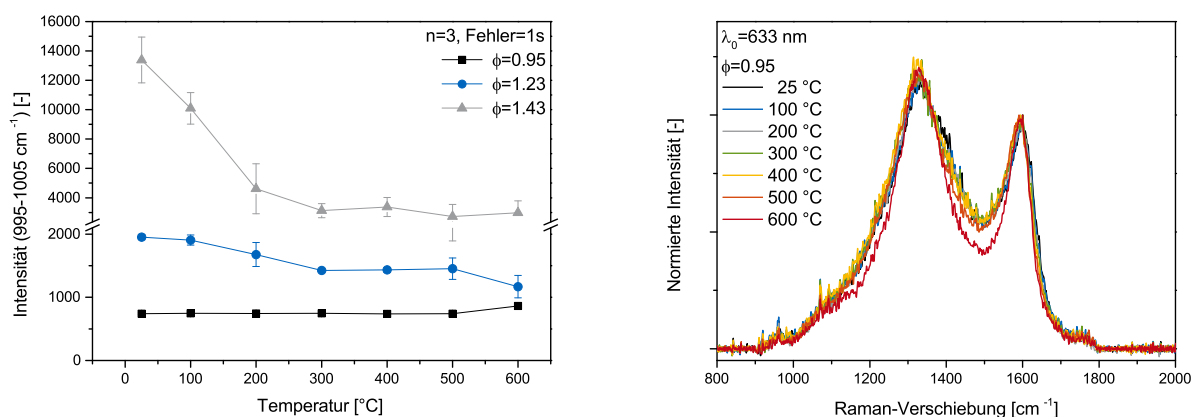 16000
14000
12000
10000
8000
6000
4000
2000
1000
0
Intensität (995-1005 cm⁻¹) [-]
n=3, Fehler=1s
ϕ=0.95
ϕ=1.23
ϕ=1.43
0 100 200 300 400 500 600
Temperatur [°C]
Normierte Intensität [-]
λ₀=633 nm
ϕ=0.95
25 °C
100 °C
200 °C
300 °C
400 °C
500 °C
600 °C
800 1000 1200 1400 1600 1800 2000
Raman-Verschiebung [cm⁻¹]